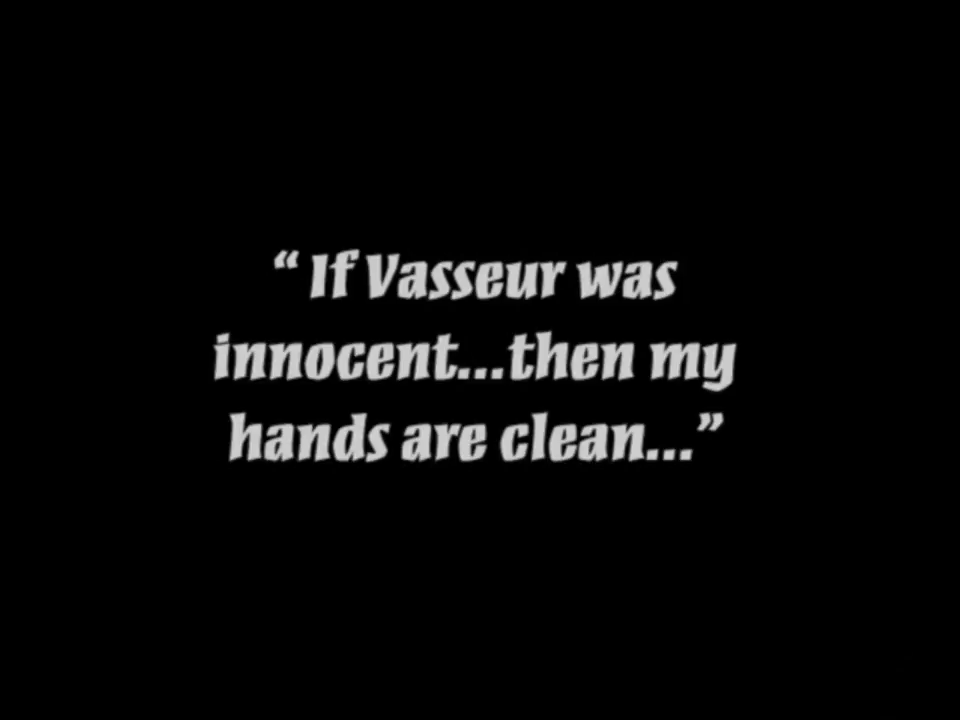 “ If Vasseur was
innocent...then my
hands are clean...”